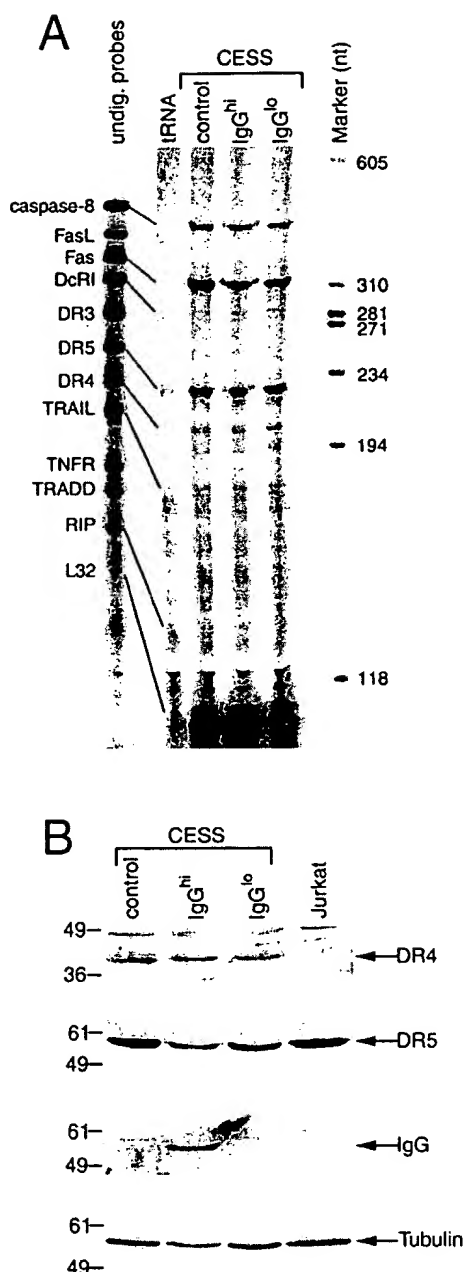 A
CESS
undig. probes
tRNA
control
IgGhi
IgGlo
Marker (nt)
caspase-8
FasL
Fas
DcRI
DR3
DR5
DR4
TRAIL
TNFR
TRADD
RIP
L32
605
310
281
271
234
194
118
B
CESS
control
IgGhi
IgGlo
Jurkat
49
36
DR4
61
49
DR5
61
49
IgG
61
49
Tubulin